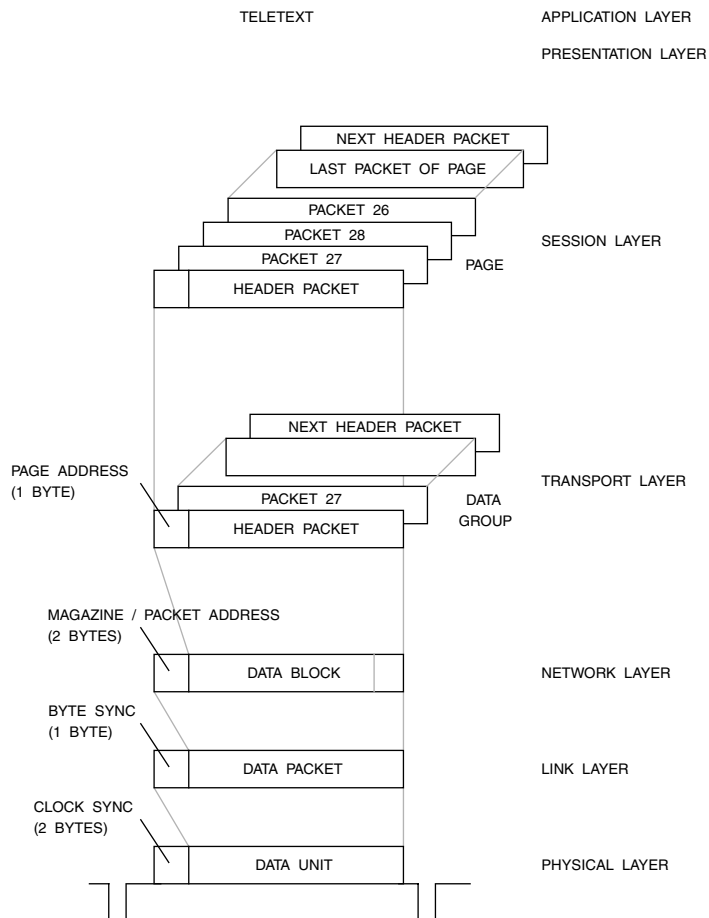 TELETEXT
APPLICATION LAYER
PRESENTATION LAYER
NEXT HEADER PACKET
LAST PACKET OF PAGE
PACKET 26
PACKET 28
SESSION LAYER
PACKET 27
PAGE
HEADER PACKET
NEXT HEADER PACKET
PAGE ADDRESS
(1 BYTE)
TRANSPORT LAYER
PACKET 27
DATA
GROUP
HEADER PACKET
MAGAZINE / PACKET ADDRESS
(2 BYTES)
DATA BLOCK
NETWORK LAYER
BYTE SYNC
(1 BYTE)
DATA PACKET
LINK LAYER
CLOCK SYNC
(2 BYTES)
DATA UNIT
PHYSICAL LAYER